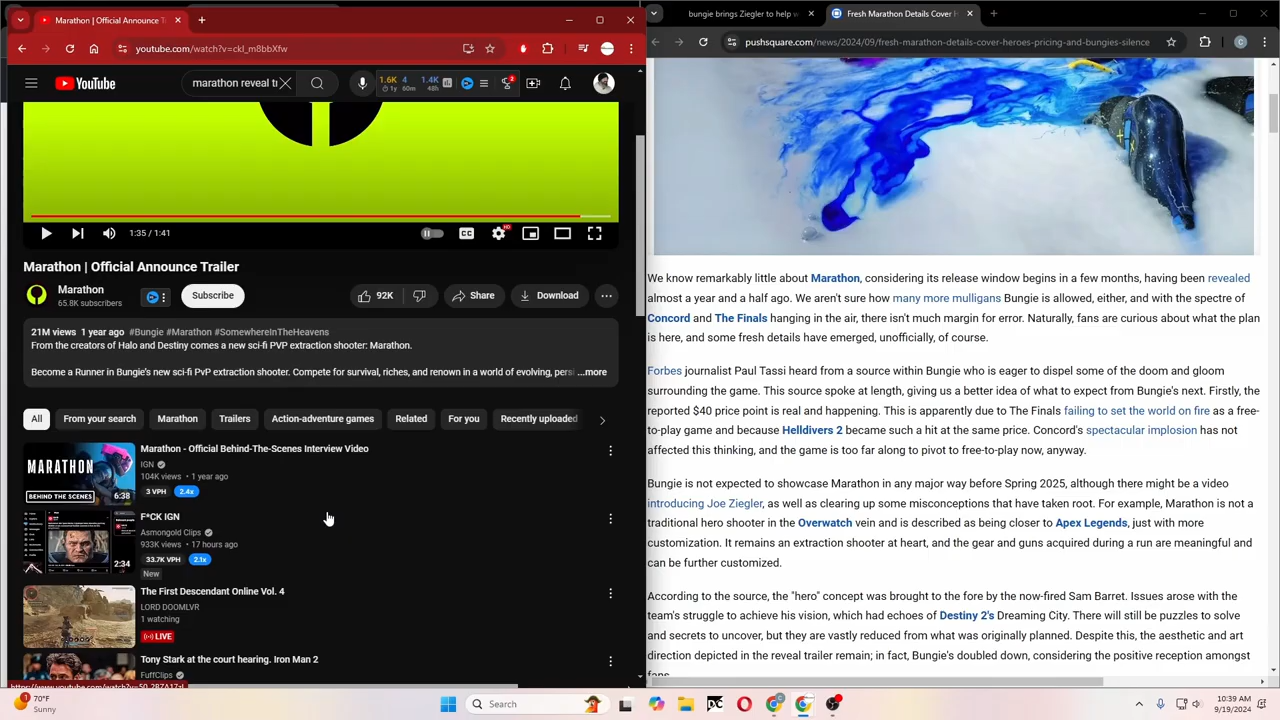 Marathon | Official Announce Tr
youtube.com/watch?v=ckl_m8bbXfw
YouTube
marathon reveal tr
1.6K 4 1.4K
1y 60m 48h
2
1:35 / 1:41
CC
HD
Marathon | Official Announce Trailer
Marathon
65.8K subscribers
Subscribe
92K
Share
Download
21M views 1 year ago #Bungie #Marathon #SomewhereInTheHeavens
From the creators of Halo and Destiny comes a new sci-fi PVP extraction shooter: Marathon.
Become a Runner in Bungie's new sci-fi PvP extraction shooter. Compete for survival, riches, and renown in a world of evolving, persi ...more
All From your search Marathon Trailers Action-adventure games Related For you Recently uploaded
MARATHON
BEHIND THE SCENES
6:38
Marathon - Official Behind-The-Scenes Interview Video
IGN
104K views • 1 year ago
3 VPH 2.4x
2:34
F*CK IGN
Asmongold Clips
933K views • 17 hours ago
33.7K VPH 2.1x
New
The First Descendant Online Vol. 4
LORD DOOMLVR
1 watching
LIVE
Tony Stark at the court hearing. Iron Man 2
FuffClips
bungie brings Ziegler to help w
Fresh Marathon Details Cover H
pushsquare.com/news/2024/09/fresh-marathon-details-cover-heroes-pricing-and-bungies-silence
C
We know remarkably little about Marathon, considering its release window begins in a few months, having been revealed
almost a year and a half ago. We aren't sure how many more mulligans Bungie is allowed, either, and with the spectre of
Concord and The Finals hanging in the air, there isn't much margin for error. Naturally, fans are curious about what the plan
is here, and some fresh details have emerged, unofficially, of course.
Forbes journalist Paul Tassi heard from a source within Bungie who is eager to dispel some of the doom and gloom
surrounding the game. This source spoke at length, giving us a better idea of what to expect from Bungie's next. Firstly, the
reported $40 price point is real and happening. This is apparently due to The Finals failing to set the world on fire as a free-
to-play game and because Helldivers 2 became such a hit at the same price. Concord's spectacular implosion has not
affected this thinking, and the game is too far along to pivot to free-to-play now, anyway.
Bungie is not expected to showcase Marathon in any major way before Spring 2025, although there might be a video
introducing Joe Ziegler, as well as clearing up some misconceptions that have taken root. For example, Marathon is not a
traditional hero shooter in the Overwatch vein and is described as being closer to Apex Legends, just with more
customization. It remains an extraction shooter at heart, and the gear and guns acquired during a run are meaningful and
can be further customized.
According to the source, the "hero" concept was brought to the fore by the now-fired Sam Barret. Issues arose with the
team's struggle to achieve his vision, which had echoes of Destiny 2's Dreaming City. There will still be puzzles to solve
and secrets to uncover, but they are vastly reduced from what was originally planned. Despite this, the aesthetic and art
direction depicted in the reveal trailer remain; in fact, Bungie's doubled down, considering the positive reception amongst
fans.
1
70°F
Sunny
Search
10:39 AM
9/19/2024